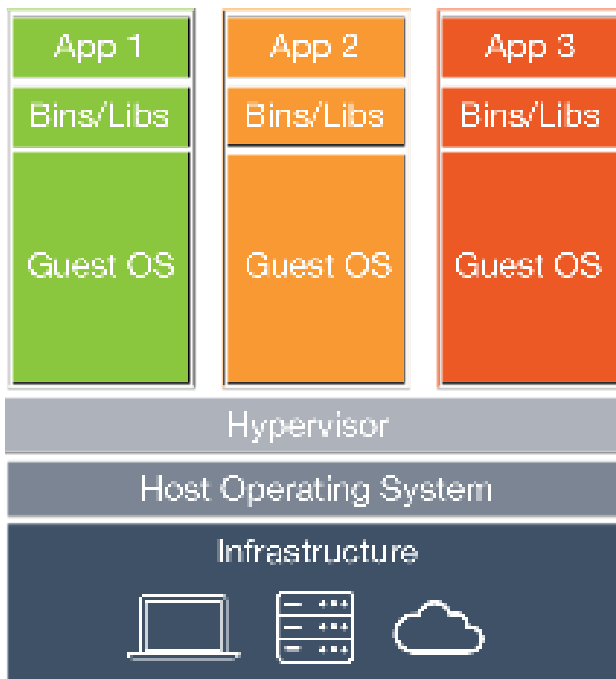 App 1
App 2
App 3
Bins/Libs
Bins/Libs
Bins/Libs
Guest OS
Guest OS
Guest OS
Hypervisor
Host Operating System
Infrastructure